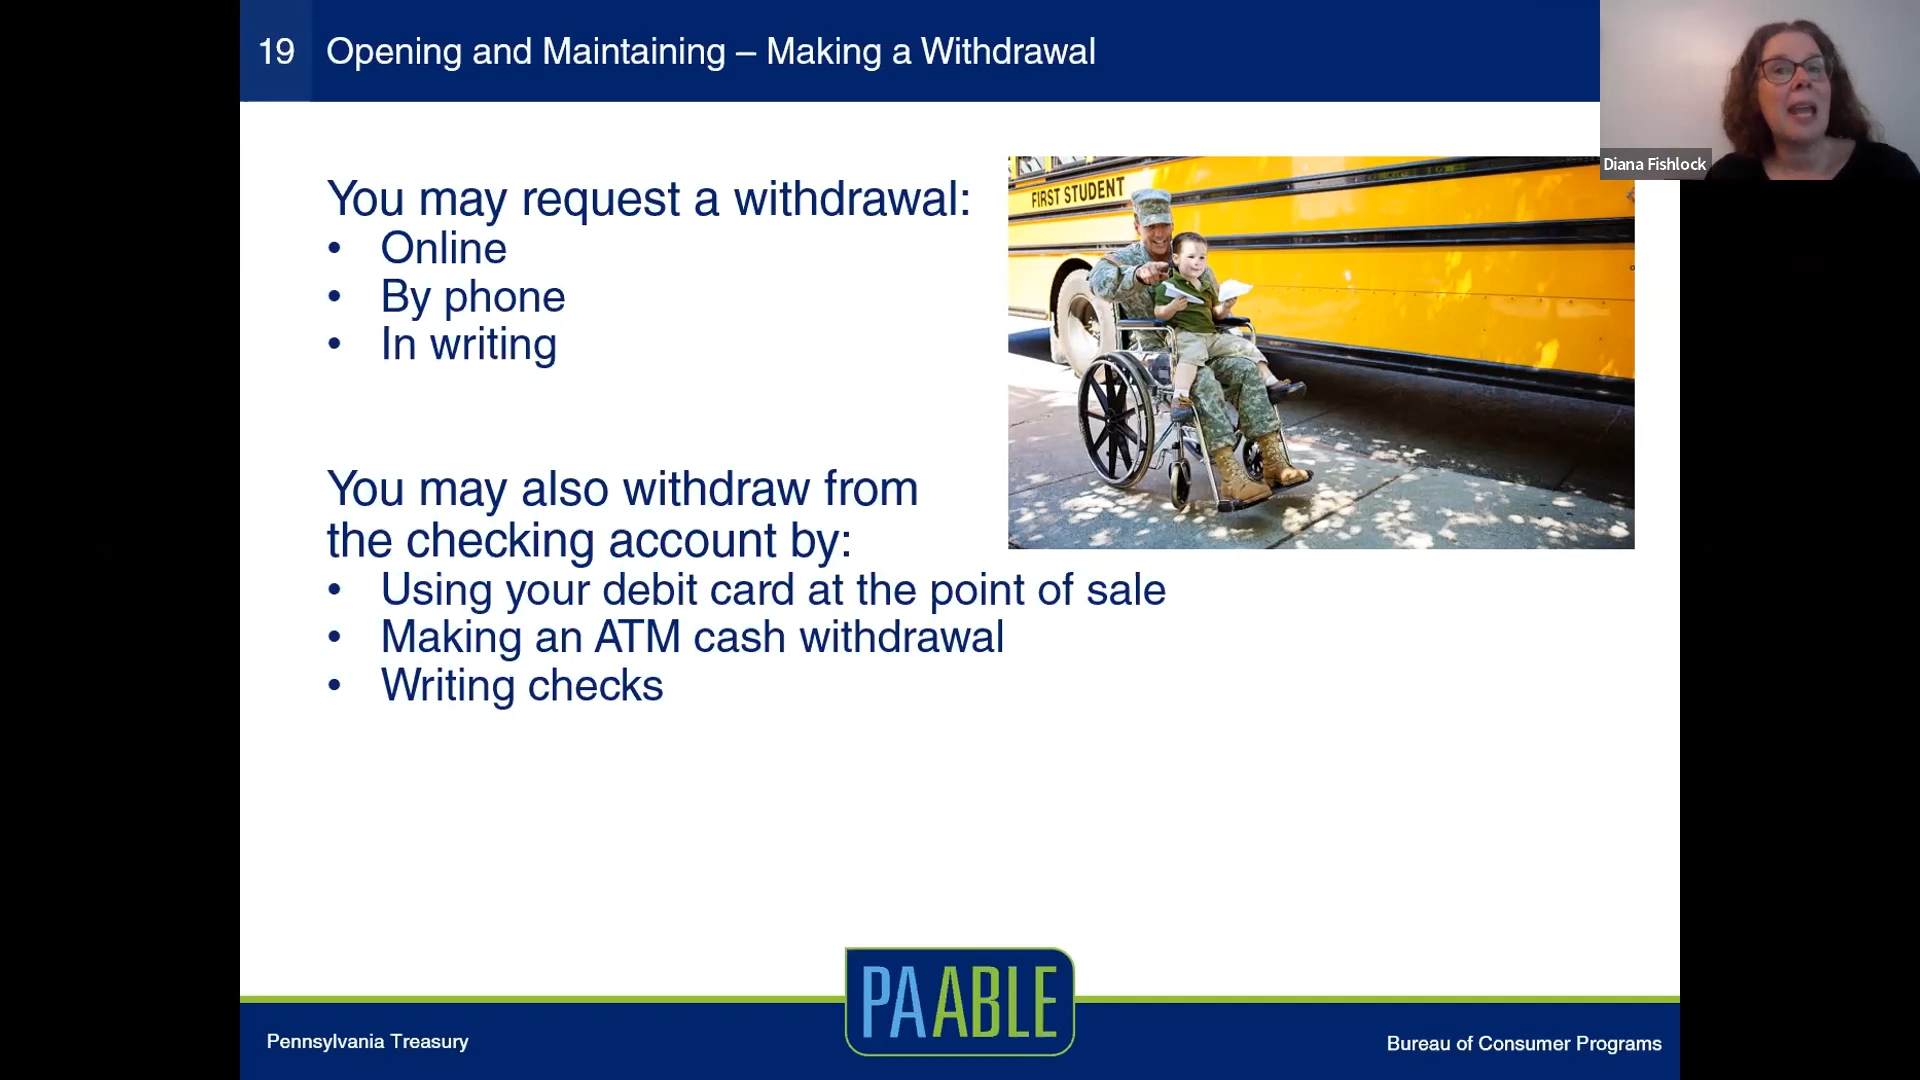 19 Opening and Maintaining – Making a Withdrawal
Diana Fishlock
FIRST STUDENT
You may request a withdrawal:
• Online
• By phone
• In writing
You may also withdraw from
the checking account by:
• Using your debit card at the point of sale
• Making an ATM cash withdrawal
• Writing checks
PA ABLE
Pennsylvania Treasury
Bureau of Consumer Programs